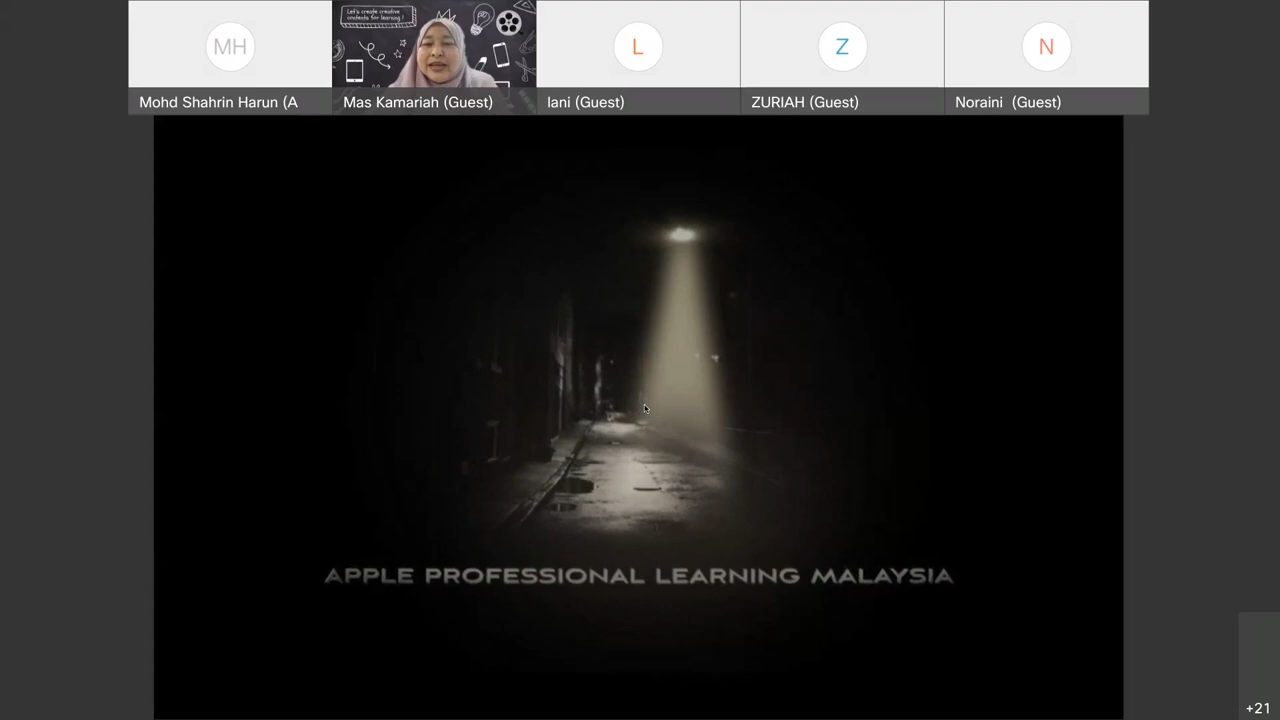 MH
Let's create creative
contents for learning!
L
Z
N
Mohd Shahrin Harun (A
Mas Kamariah (Guest)
lani (Guest)
ZURIAH (Guest)
Noraini (Guest)
APPLE PROFESSIONAL LEARNING MALAYSIA
+21